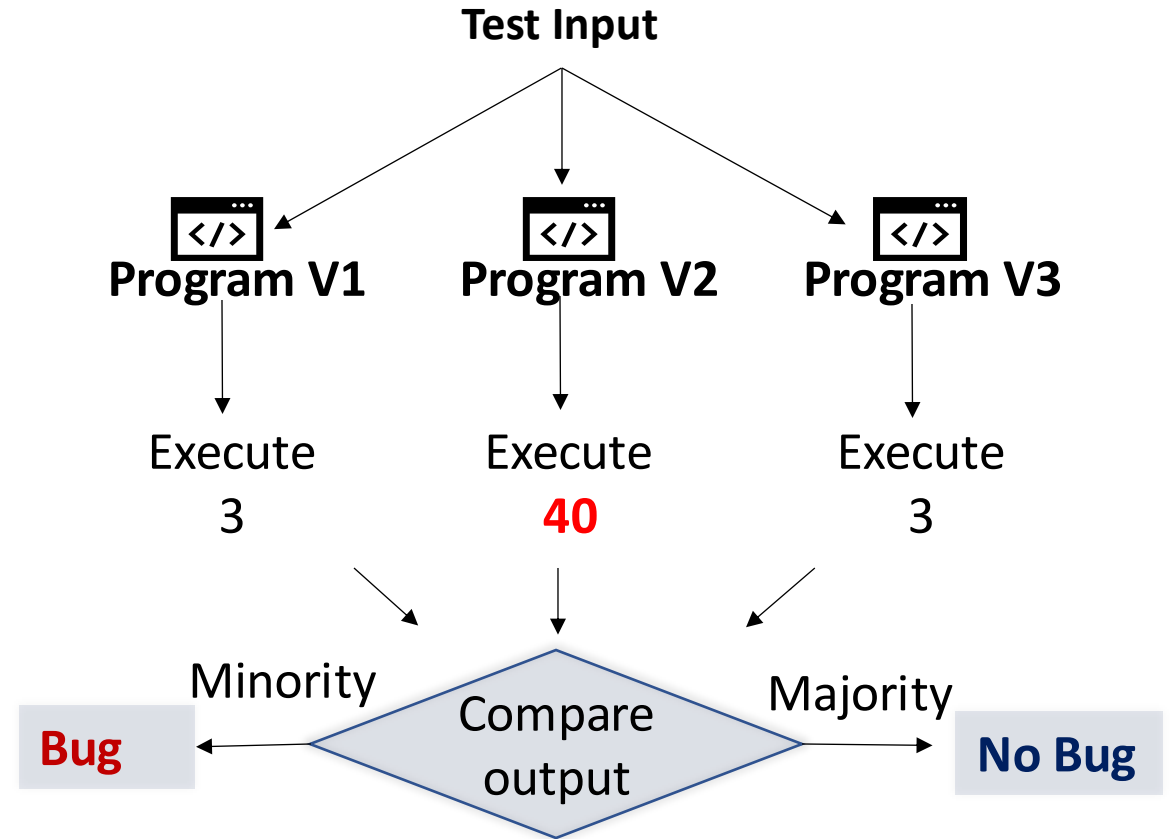 Test Input
</>
</>
</>
Program V1
Program V2
Program V3
Execute
3
Execute
40
Execute
3
Minority
Majority
Compare
output
Bug
No Bug